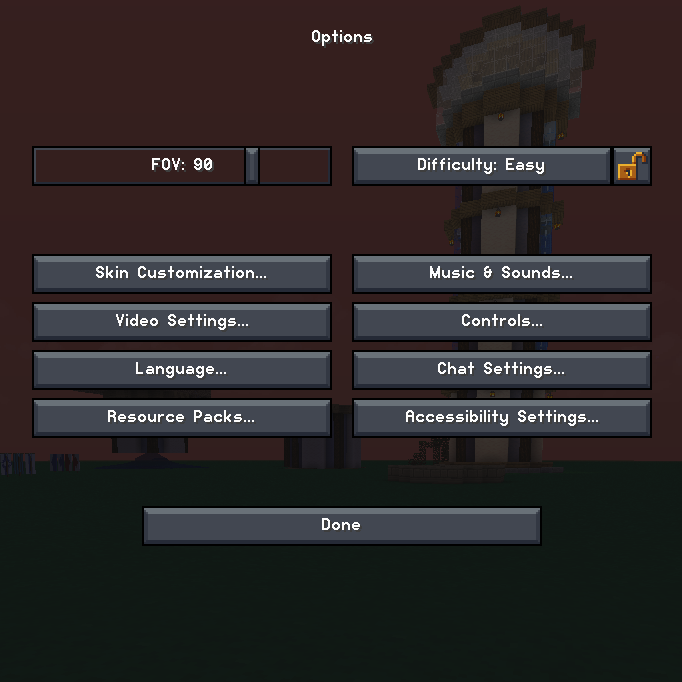 Options
FOV: 90
Difficulty: Easy
Skin Customization...
Music & Sounds...
Video Settings...
Controls...
Language...
Chat Settings...
Resource Packs...
Accessibility Settings...
Done